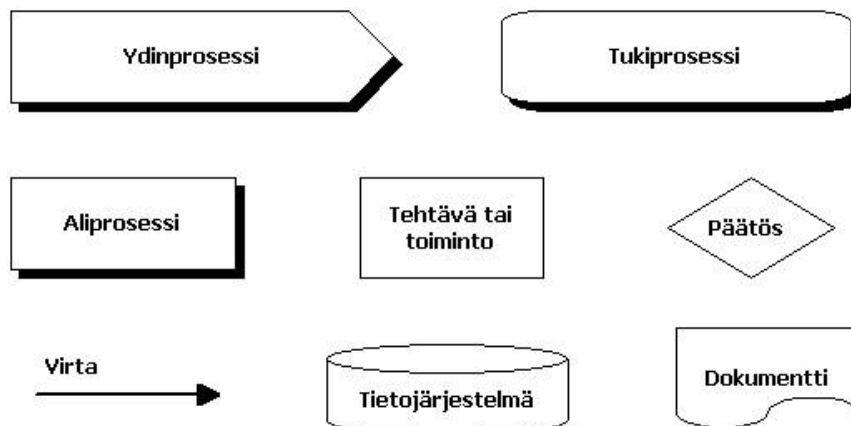 Ydinprosessi
Tukiprosessi
Aliprosessi
Tehtävä tai
toiminto
Päätös
Virta
Tietojärjestelmä
Dokumentti